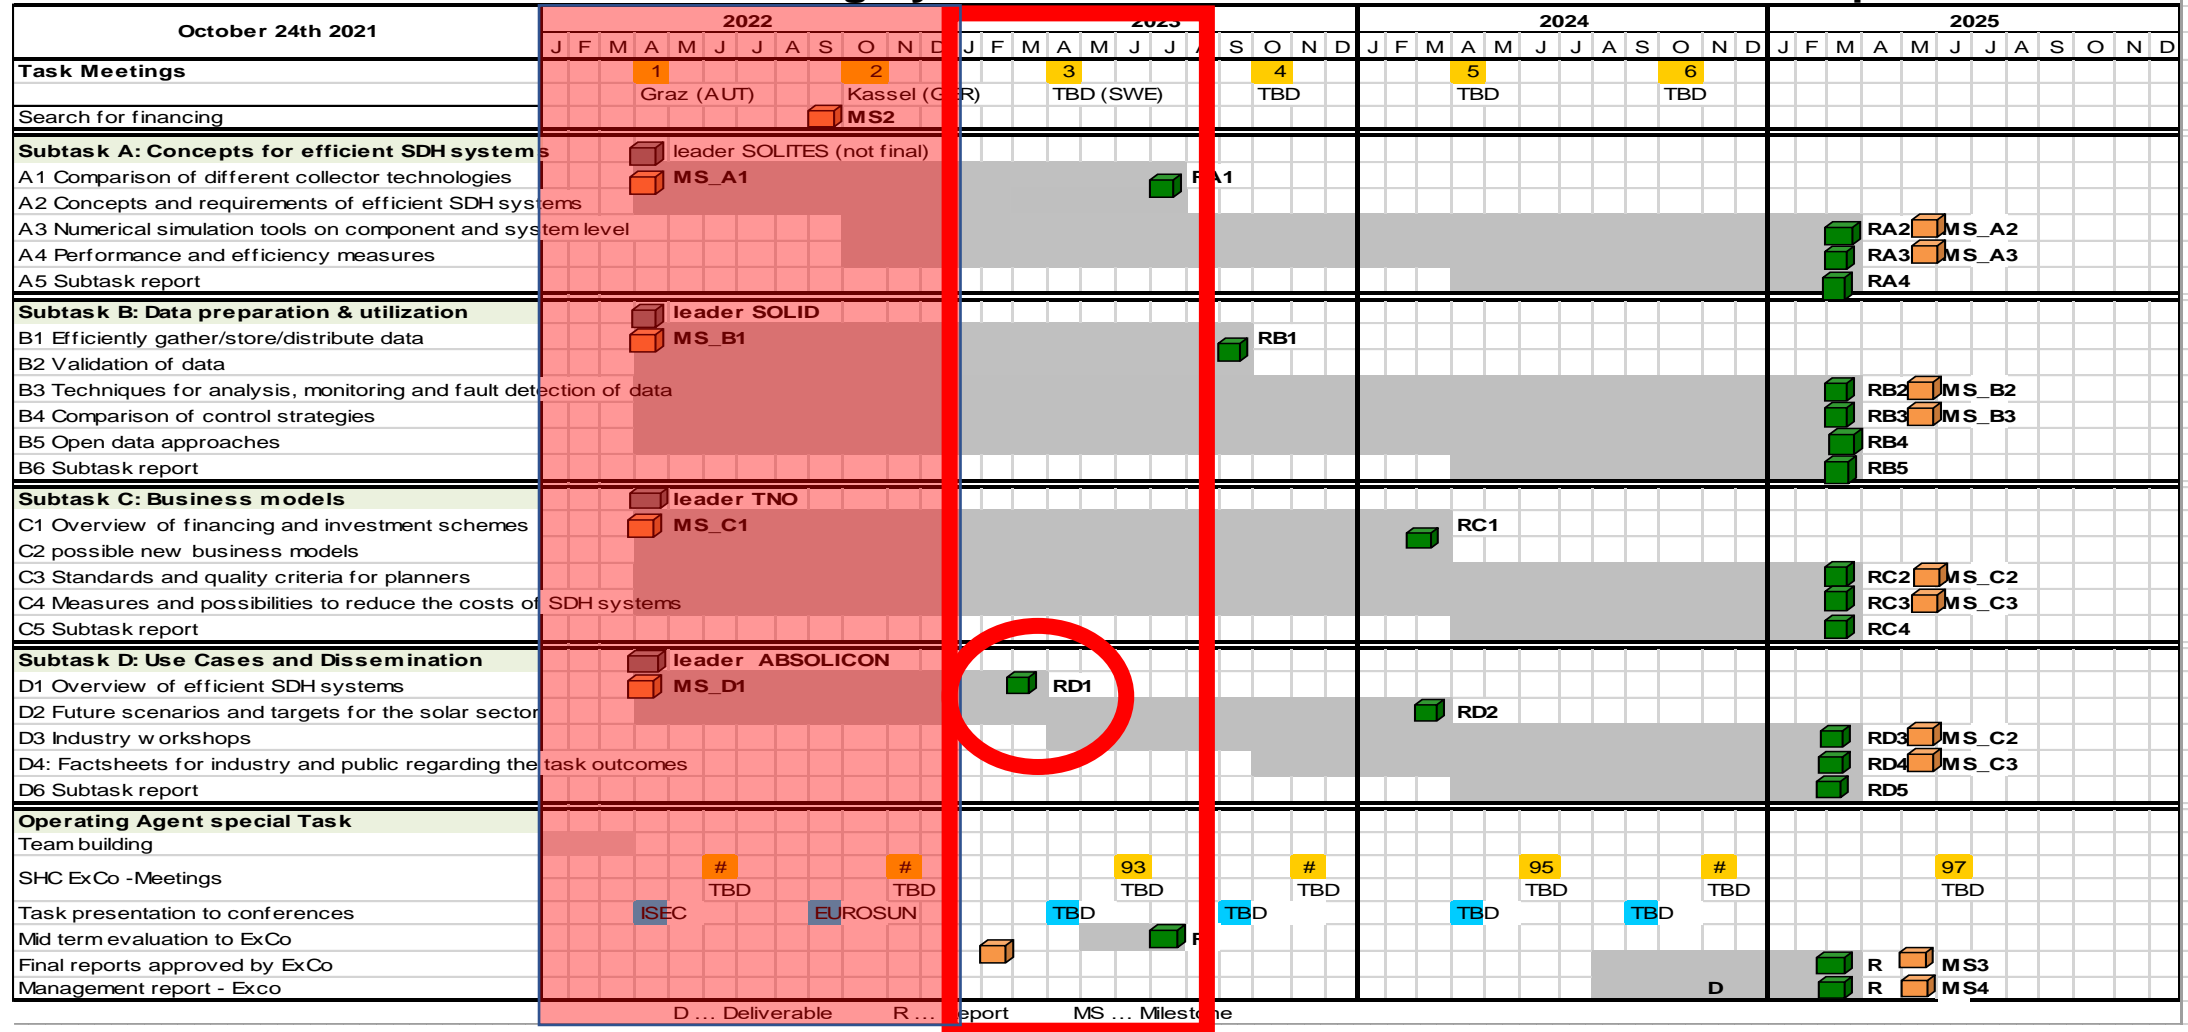 October 24th 2021 2022 2023 2024 2025
J F M A M J J A S O N D J F M A M J J A S O N D J F M A M J J A S O N D J F M A M J J A S O N D
Task Meetings 1 2 3 4 5 6
Graz (AUT) Kassel (GER) TBD (SWE) TBD TBD TBD
Search for financing MS2
Subtask A: Concepts for efficient SDH systems leader SOLITES (not final)
A1 Comparison of different collector technologies MS_A1 RA1
A2 Concepts and requirements of efficient SDH systems
A3 Numerical simulation tools on component and system level RA2 MS_A2
A4 Performance and efficiency measures RA3 MS_A3
A5 Subtask report RA4
Subtask B: Data preparation & utilization leader SOLID
B1 Efficiently gather/store/distribute data MS_B1 RB1
B2 Validation of data
B3 Techniques for analysis, monitoring and fault detection of data RB2 MS_B2
B4 Comparison of control strategies RB3 MS_B3
B5 Open data approaches RB4
B6 Subtask report RB5
Subtask C: Business models leader TNO
C1 Overview of financing and investment schemes MS_C1 RC1
C2 possible new business models
C3 Standards and quality criteria for planners RC2 MS_C2
C4 Measures and possibilities to reduce the costs of SDH systems RC3 MS_C3
C5 Subtask report RC4
Subtask D: Use Cases and Dissemination leader ABSOLICON
D1 Overview of efficient SDH systems MS_D1 RD1
D2 Future scenarios and targets for the solar sector RD2
D3 Industry workshops RD3 MS_C2
D4: Factsheets for industry and public regarding the task outcomes RD4 MS_C3
D6 Subtask report RD5
Operating Agent special Task
Team building
SHC ExCo -Meetings # # 93 # 95 # 97
TBD TBD TBD TBD TBD TBD TBD
Task presentation to conferences ISEC EUROSUN TBD TBD TBD TBD
Mid term evaluation to ExCo
Final reports approved by ExCo R MS3
Management report - Exco D R MS4
D ... Deliverable R ... Report MS ... Milestone